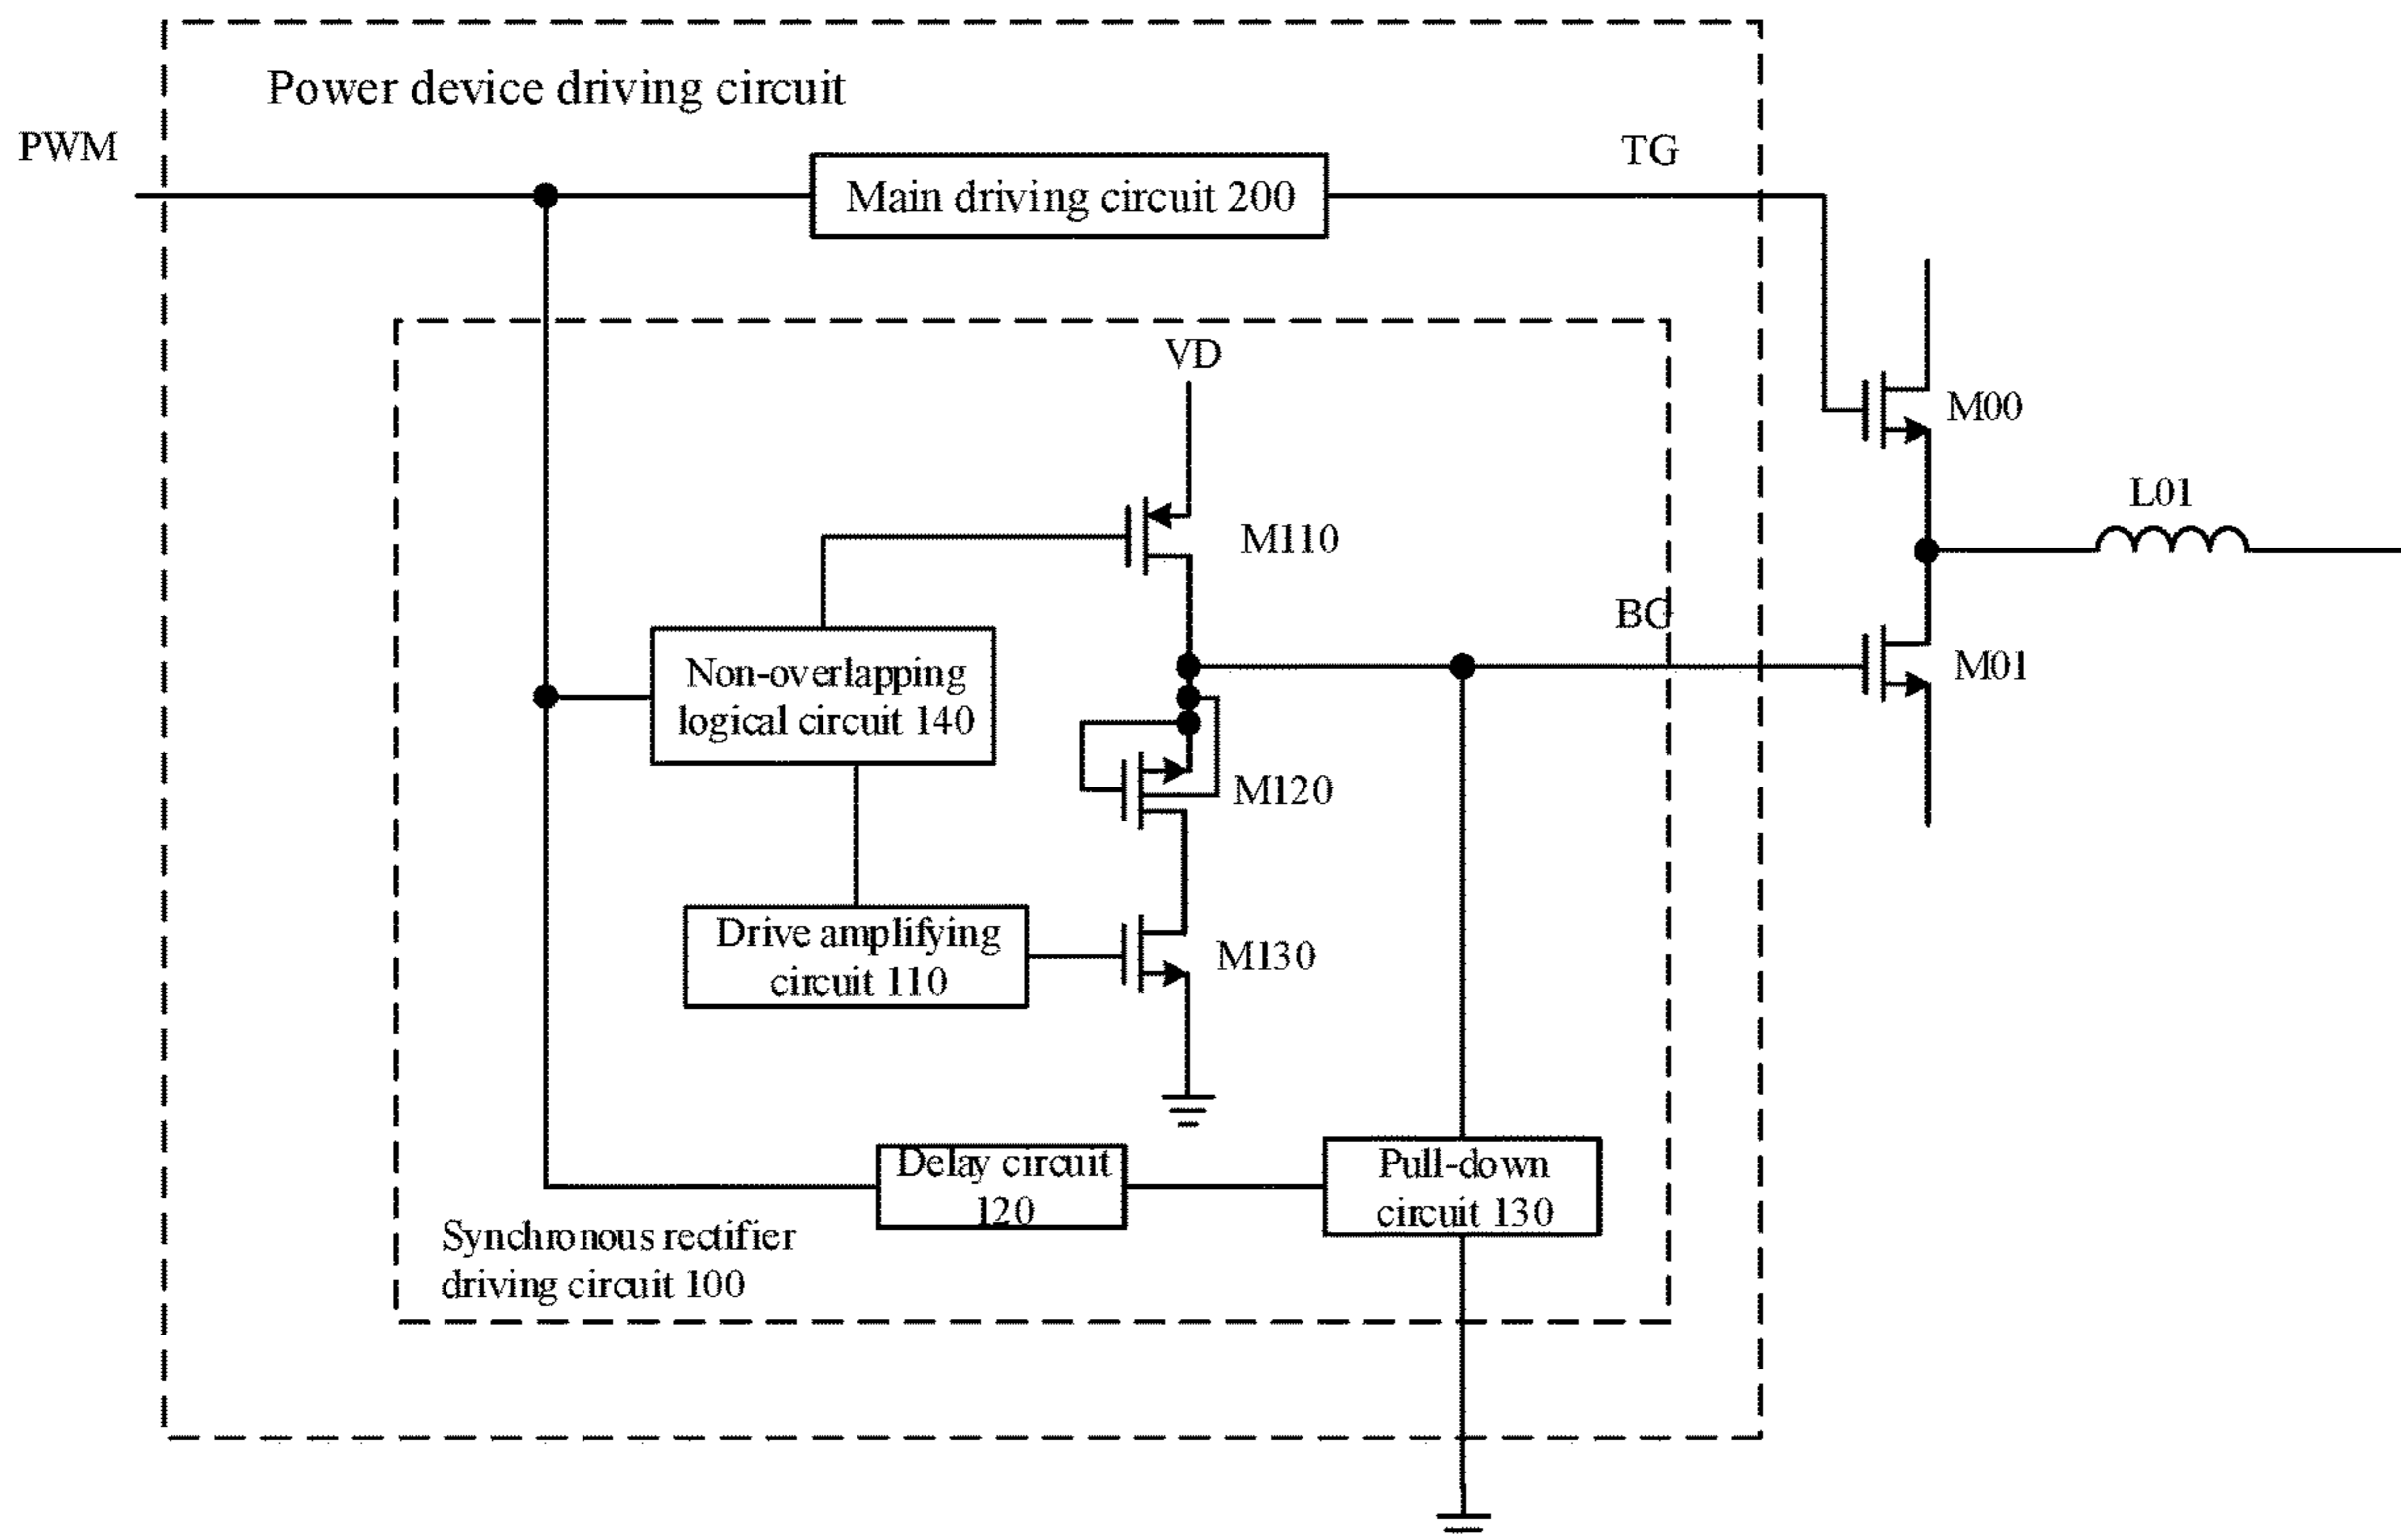 Power device driving circuit
PWM
TG
Main driving circuit 200
VD
M00
L01
M110
BG
Non-overlapping
logical circuit 140
M01
M120
Drive amplifying
circuit 110
M130
Delay circuit
120
Pull-down
circuit 130
Synchronous rectifier
driving circuit 100